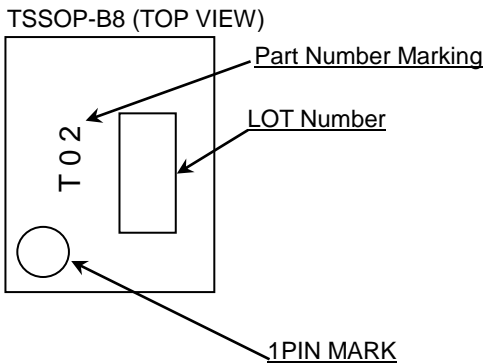 TSSOP-B8 (TOP VIEW)
Part Number Marking
LOT Number
T02
1PIN MARK